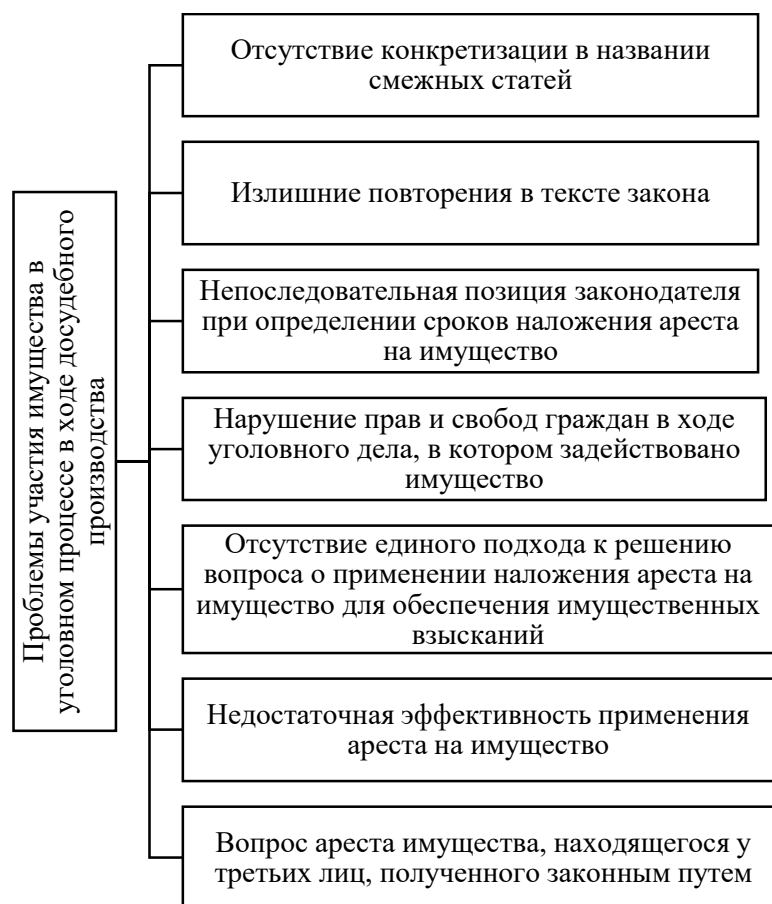 Проблемы участия имущества в
уголовном процессе в ходе досудебного
производства
Отсутствие конкретизации в названии
смежных статей
Излишние повторения в тексте закона
Непоследовательная позиция законодателя
при определении сроков наложения ареста
на имущество
Нарушение прав и свобод граждан в ходе
уголовного дела, в котором задействовано
имущество
Отсутствие единого подхода к решению
вопроса о применении наложения ареста на
имущество для обеспечения имущественных
взысканий
Недостаточная эффективность применения
ареста на имущество
Вопрос ареста имущества, находящегося у
третьих лиц, полученного законным путем